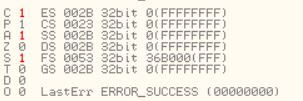 C 1 ES 002B 32bit 0(FFFFFFFF)
P 1 CS 0023 32bit 0(FFFFFFFF)
A 1 SS 002B 32bit 0(FFFFFFFF)
Z 0 DS 002B 32bit 0(FFFFFFFF)
S 1 FS 0053 32bit 36B000(FFF)
T 0 GS 002B 32bit 0(FFFFFFFF)
D 0
O 0 LastErr ERROR_SUCCESS (00000000)